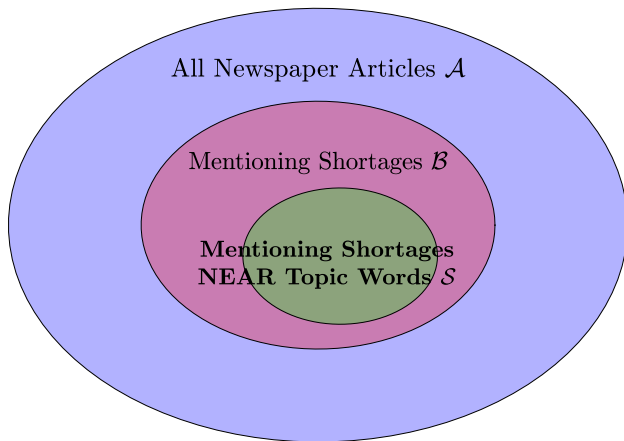 All Newspaper Articles 𝒜
Mentioning Shortages ℬ
Mentioning Shortages
NEAR Topic Words 𝒮